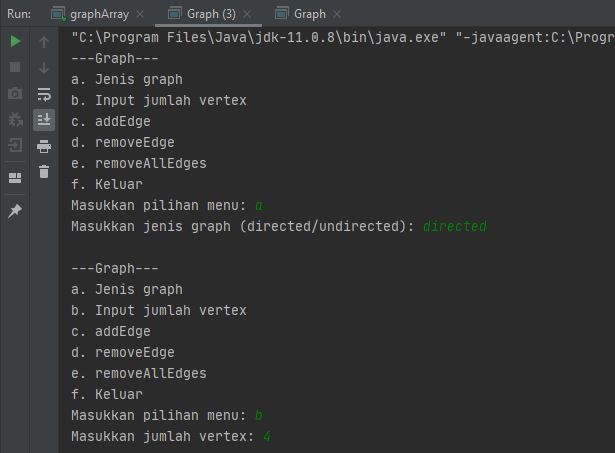 Run: graphArray × Graph (3) × Graph ×
"C:\Program Files\Java\jdk-11.0.8\bin\java.exe" "-javaagent:C:\Progr
---Graph---
a. Jenis graph
b. Input jumlah vertex
c. addEdge
d. removeEdge
e. removeAllEdges
f. Keluar
Masukkan pilihan menu: a
Masukkan jenis graph (directed/undirected): directed
---Graph---
a. Jenis graph
b. Input jumlah vertex
c. addEdge
d. removeEdge
e. removeAllEdges
f. Keluar
Masukkan pilihan menu: b
Masukkan jumlah vertex: 4